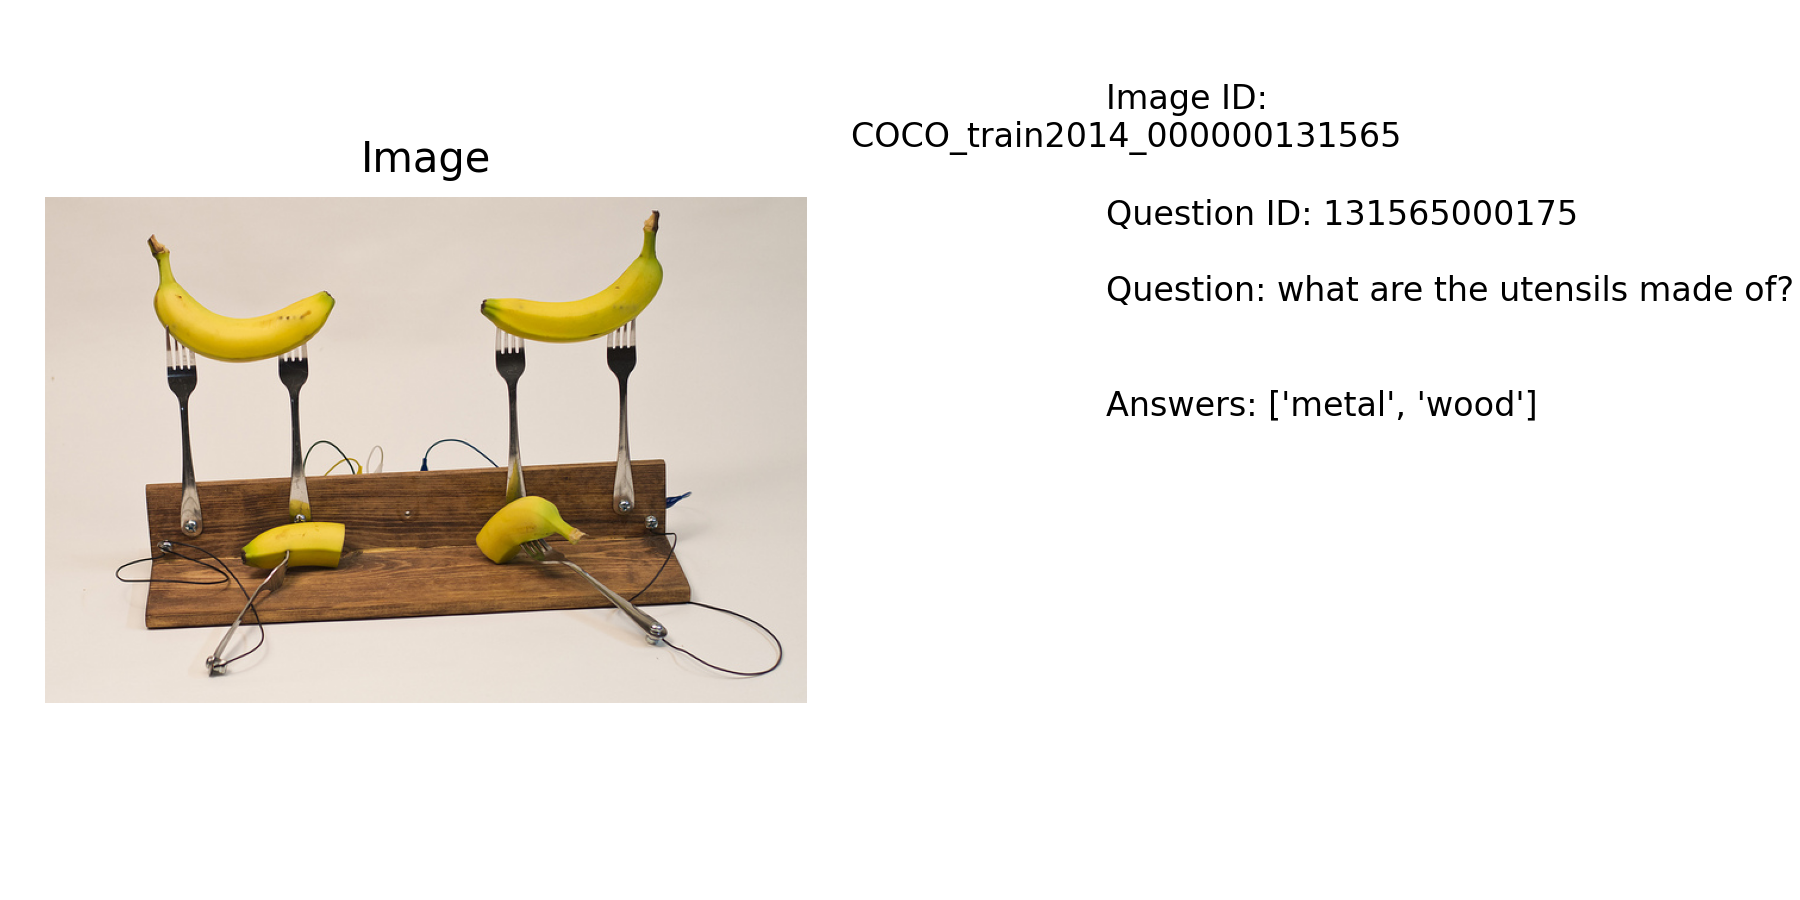 Image
Image ID:
COCO_train2014_000000131565
Question ID: 131565000175
Question: what are the utensils made of?
Answers: ['metal', 'wood']